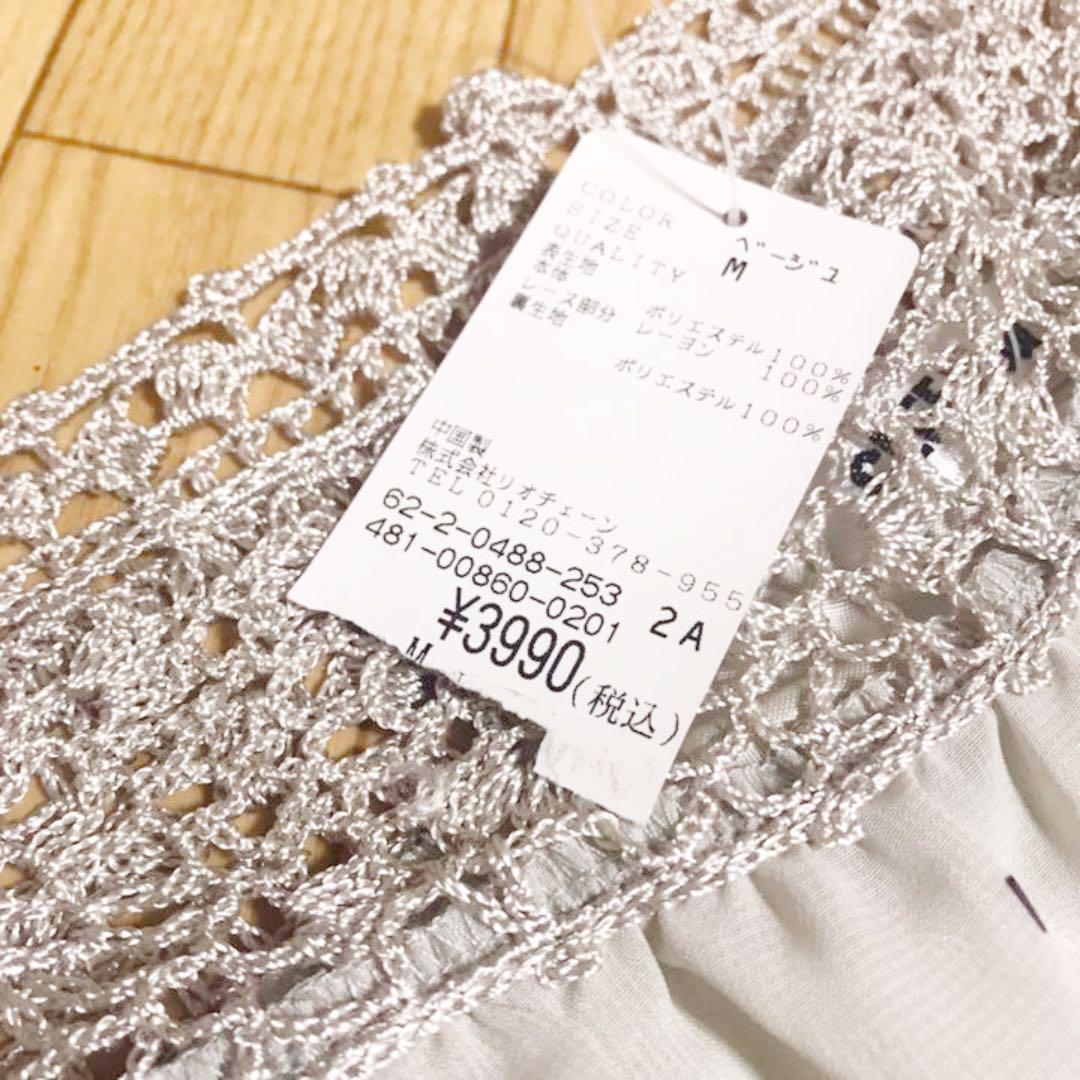 COLOR ベージュ
SIZE M
QUALITY
表生地
本体 ポリエステル100%
レース部分 レーヨン 100%
裏生地 ポリエステル100%
中国製
株式会社リオチェーン
TEL0120-378-955
62-2-0488-253
481-00860-0201 2A
¥3990(税込)
M